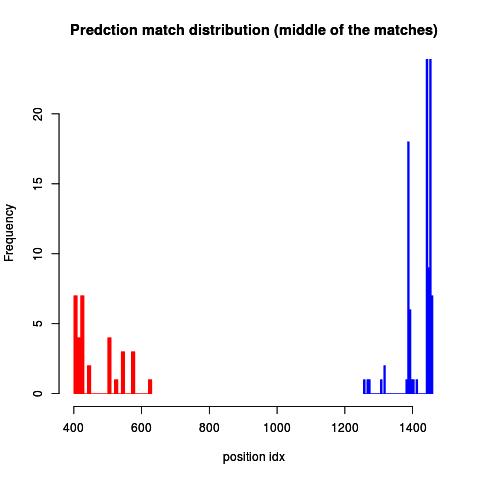 Predction match distribution (middle of the matches)
Frequency
20
15
10
5
0
400 600 800 1000 1200 1400
position idx